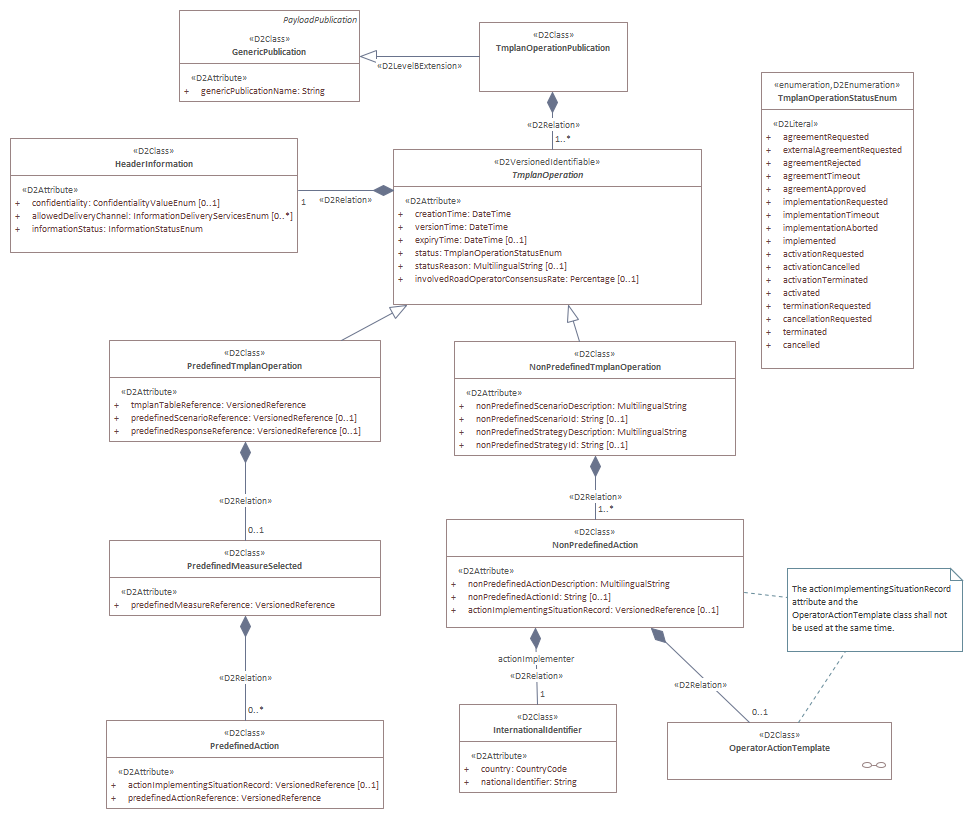 PayloadPublication
«D2Class»
GenericPublication
«D2Attribute»
+ genericPublicationName: String
«D2Class»
TmplanOperationPublication
«D2LevelBExtension»
«D2Relation»
1..*
«enumeration,D2Enumeration»
TmplanOperationStatusEnum
«D2Literal»
+ agreementRequested
+ externalAgreementRequested
+ agreementRejected
+ agreementTimeout
+ agreementApproved
+ implementationRequested
+ implementationTimeout
+ implementationAborted
+ implemented
+ activationRequested
+ activationCancelled
+ activationTerminated
+ activated
+ terminationRequested
+ cancellationRequested
+ terminated
+ cancelled
«D2Class»
HeaderInformation
«D2Attribute»
+ confidentiality: ConfidentialityValueEnum [0..1]
+ allowedDeliveryChannel: InformationDeliveryServicesEnum [0..*]
+ informationStatus: InformationStatusEnum
1 «D2Relation»
«D2VersionedIdentifiable»
TmplanOperation
«D2Attribute»
+ creationTime: DateTime
+ versionTime: DateTime
+ expiryTime: DateTime [0..1]
+ status: TmplanOperationStatusEnum
+ statusReason: MultilingualString [0..1]
+ involvedRoadOperatorConsensusRate: Percentage [0..1]
«D2Class»
PredefinedTmplanOperation
«D2Attribute»
+ tmplanTableReference: VersionedReference
+ predefinedScenarioReference: VersionedReference [0..1]
+ predefinedResponseReference: VersionedReference [0..1]
«D2Class»
NonPredefinedTmplanOperation
«D2Attribute»
+ nonPredefinedScenarioDescription: MultilingualString
+ nonPredefinedScenarioId: String [0..1]
+ nonPredefinedStrategyDescription: MultilingualString
+ nonPredefinedStrategyId: String [0..1]
«D2Relation»
0..1
«D2Relation»
1..*
«D2Class»
PredefinedMeasureSelected
«D2Attribute»
+ predefinedMeasureReference: VersionedReference
«D2Class»
NonPredefinedAction
«D2Attribute»
+ nonPredefinedActionDescription: MultilingualString
+ nonPredefinedActionId: String [0..1]
+ actionImplementingSituationRecord: VersionedReference [0..1]
The actionImplementingSituationRecord
attribute and the
OperatorActionTemplate class shall not
be used at the same time.
«D2Relation»
0..*
actionImplementer
«D2Relation»
1
«D2Relation»
0..1
«D2Class»
PredefinedAction
«D2Attribute»
+ actionImplementingSituationRecord: VersionedReference [0..1]
+ predefinedActionReference: VersionedReference
«D2Class»
InternationalIdentifier
«D2Attribute»
+ country: CountryCode
+ nationalIdentifier: String
«D2Class»
OperatorActionTemplate